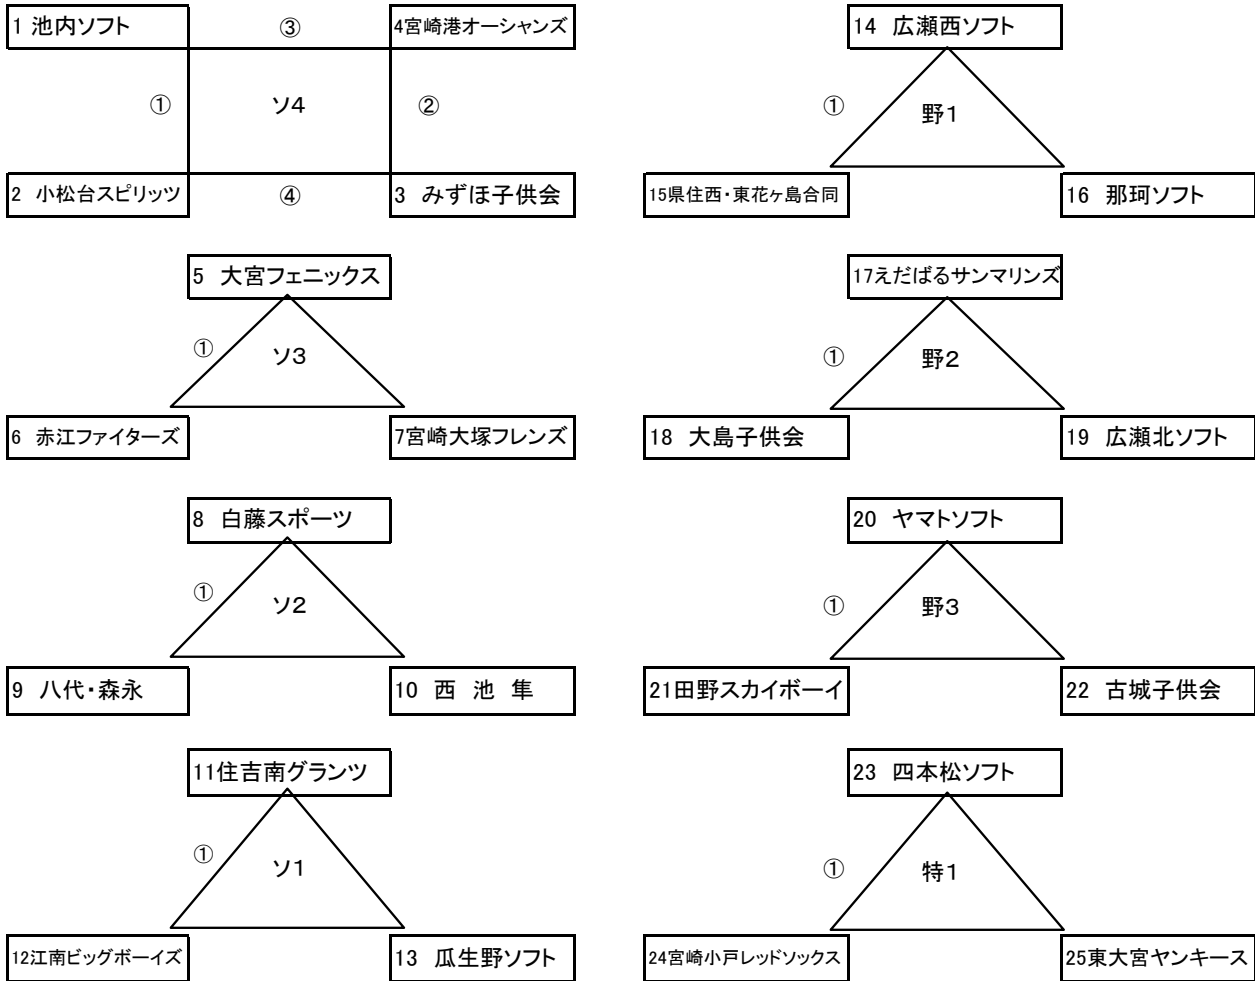 1 池内ソフト
③
4宮崎港オーシャンズ
①
ソ4
②
2 小松台スピリッツ
④
3 みずほ子供会
5 大宮フェニックス
①
ソ3
6 赤江ファイターズ
7宮崎大塚フレンズ
8 白藤スポーツ
①
ソ2
9 八代・森永
10 西 池 隼
11住吉南グランツ
①
ソ1
12江南ビッグボーイズ
13 瓜生野ソフト
14 広瀬西ソフト
①
野1
15県住西・東花ヶ島合同
16 那珂ソフト
17えだばるサンマリンズ
①
野2
18 大島子供会
19 広瀬北ソフト
20 ヤマトソフト
①
野3
21田野スカイボーイ
22 古城子供会
23 四本松ソフト
①
特1
24宮崎小戸レッドソックス
25東大宮ヤンキース